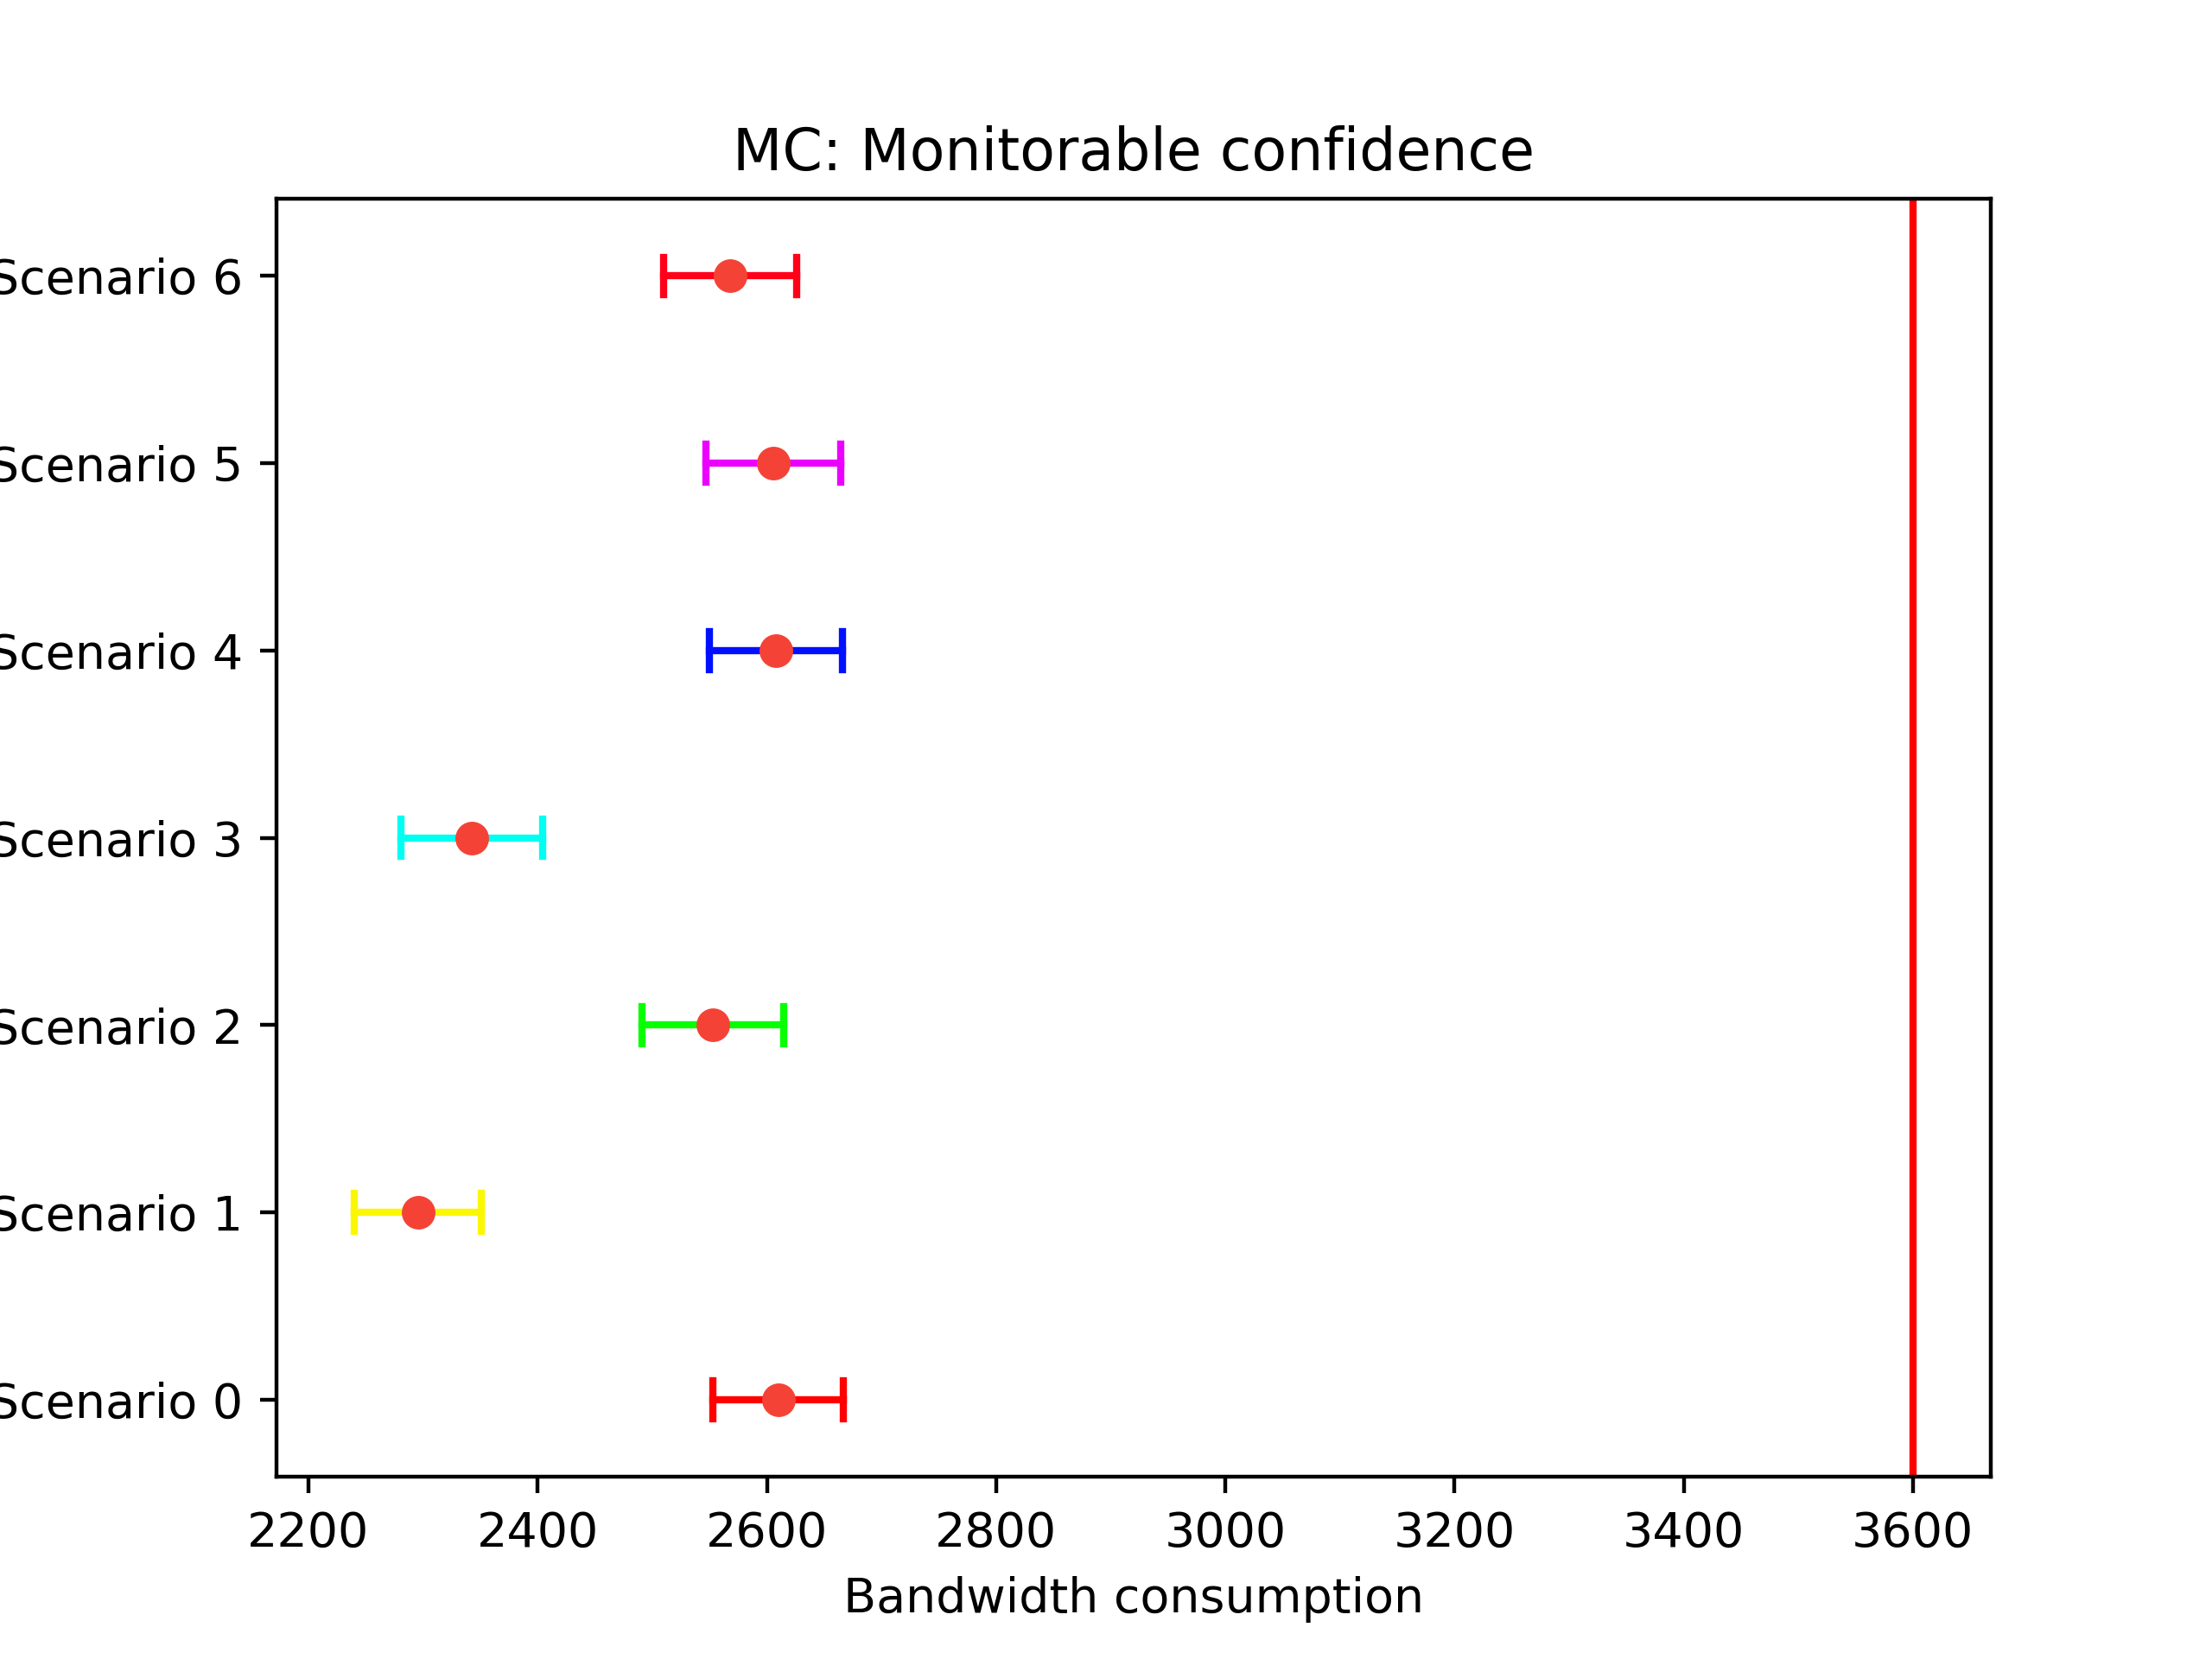 MC: Monitorable confidence
Scenario 6
Scenario 5
Scenario 4
Scenario 3
Scenario 2
Scenario 1
Scenario 0
2200 2400 2600 2800 3000 3200 3400 3600
Bandwidth consumption